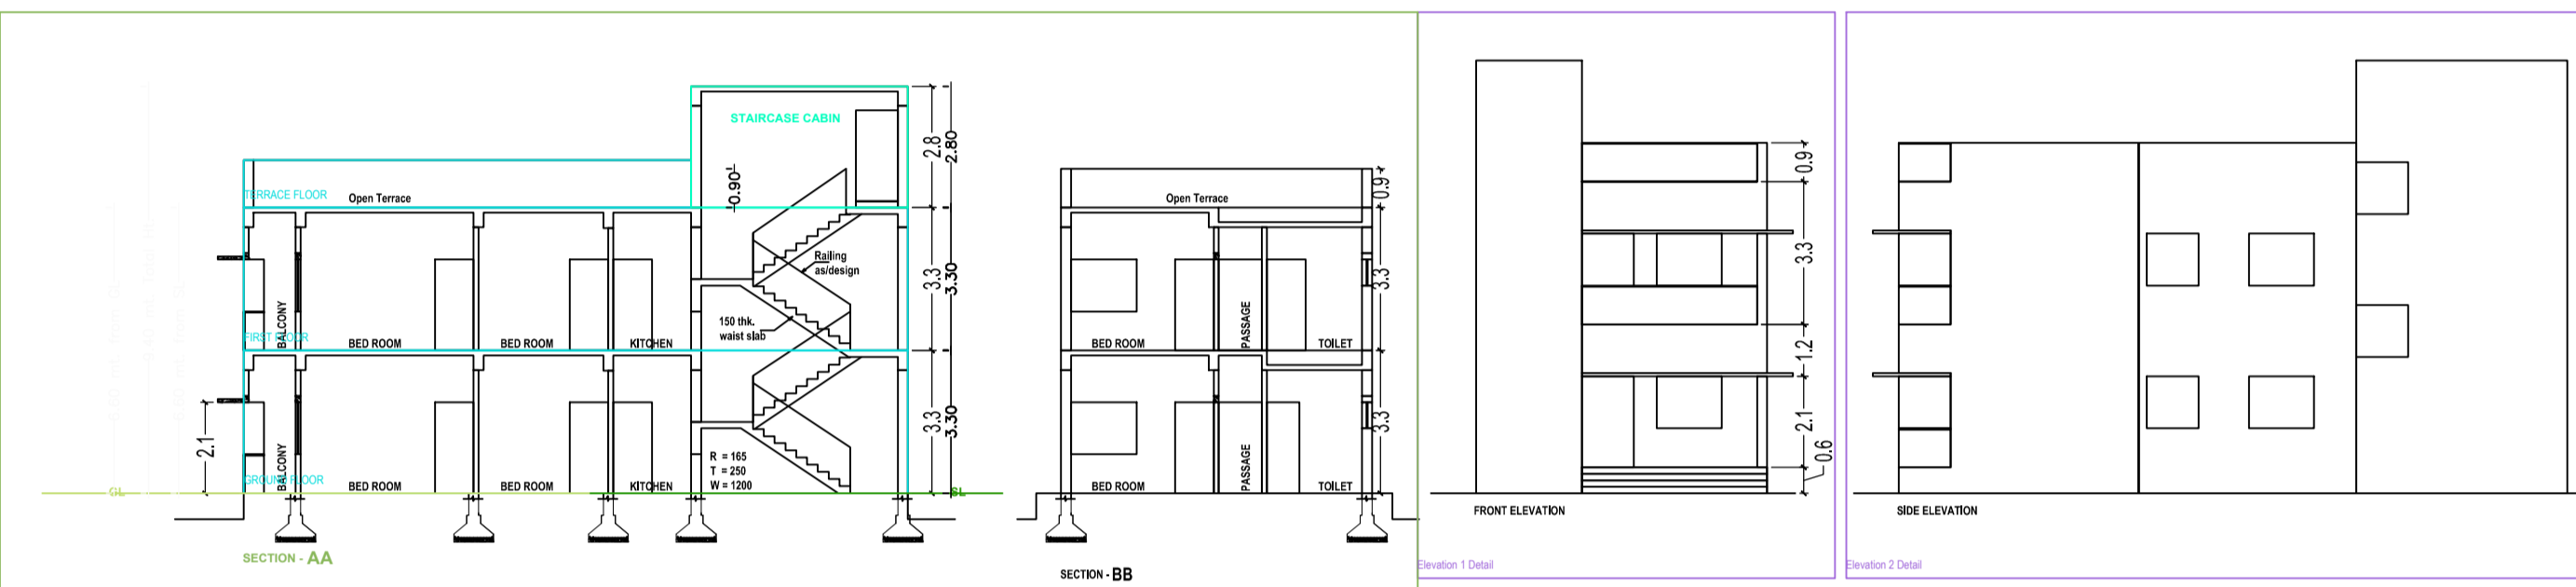 STAIRCASE CABIN
2.8
2.80
0.90
TERRACE FLOOR
Open Terrace
Railing
as/design
3.3
3.30
BALCONY
150 thk.
waist slab
FIRST FLOOR
BED ROOM
BED ROOM
KITCHEN
3.3
3.30
2.1
BALCONY
R = 165
T = 250
W = 1200
GROUND FLOOR
BED ROOM
BED ROOM
KITCHEN
GL
SL
SECTION - AA
0.9
Open Terrace
3.3
PASSAGE
BED ROOM
TOILET
3.3
PASSAGE
BED ROOM
TOILET
SECTION - BB
0.9
3.3
1.2
2.1
0.6
FRONT ELEVATION
Elevation 1 Detail
SIDE ELEVATION
Elevation 2 Detail